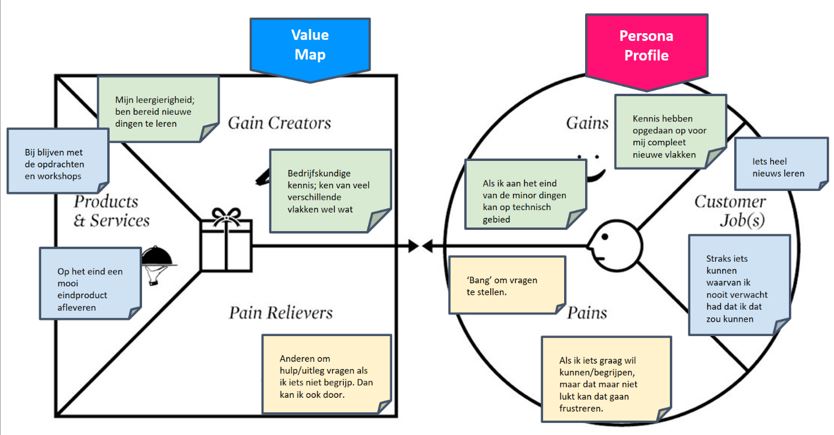 Value
Map
Persona
Profile
Mijn leergierigheid;
ben bereid nieuwe
dingen te leren
Gain Creators
Bij blijven met
de opdrachten
en workshops
Bedrijfskundige
kennis; ken van veel
verschillende
vlakken wel wat
Products
& Services
Op het eind een
mooi
eindproduct
afleveren
Pain Relievers
Anderen om
hulp/uitleg vragen als
ik iets niet begrijp. Dan
kan ik ook door.
Gains
Kennis hebben
opgedaan op voor
mij compleet
nieuwe vlakken
Als ik aan het eind
van de minor dingen
kan op technisch
gebied
Iets heel
nieuws leren
Customer
Job(s)
Straks iets
kunnen
waarvan ik
nooit verwacht
had dat ik dat
zou kunnen
‘Bang’ om vragen
te stellen.
Pains
Als ik iets graag wil
kunnen/begrijpen,
maar dat maar niet
lukt kan dat gaan
frustreren.